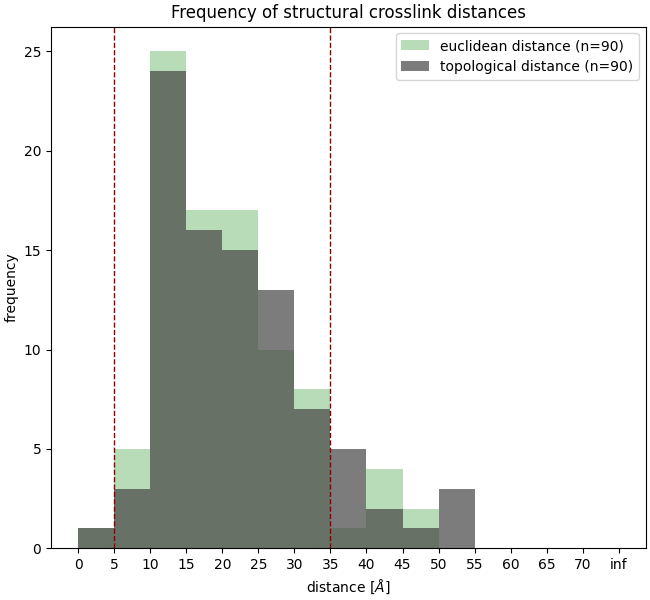 Frequency of structural crosslink distances
euclidean distance (n=90)
topological distance (n=90)
25
20
15
10
5
0
frequency
0 5 10 15 20 25 30 35 40 45 50 55 60 65 70 inf
distance [Å]